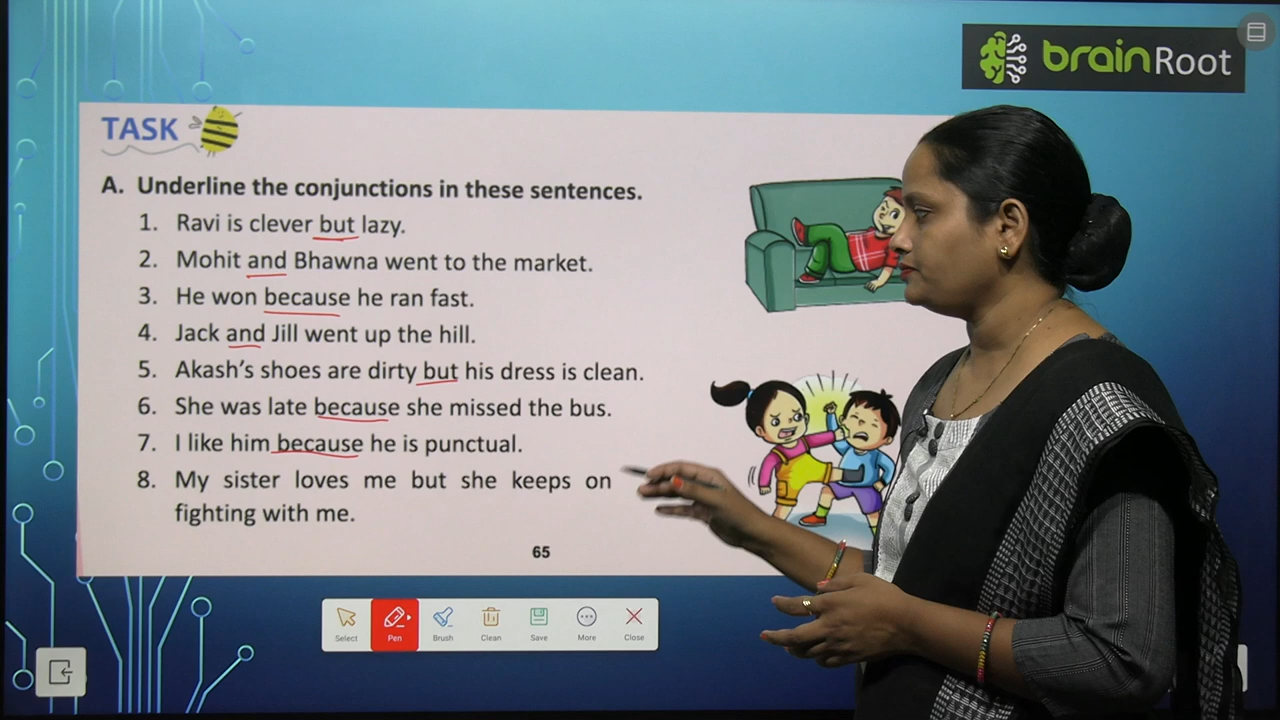 brainRoot
TASK
A. Underline the conjunctions in these sentences.
1. Ravi is clever but lazy.
2. Mohit and Bhawna went to the market.
3. He won because he ran fast.
4. Jack and Jill went up the hill.
5. Akash's shoes are dirty but his dress is clean.
6. She was late because she missed the bus.
7. I like him because he is punctual.
8. My sister loves me but she keeps on
fighting with me.
65
Select Pen Brush Clean Save More Close